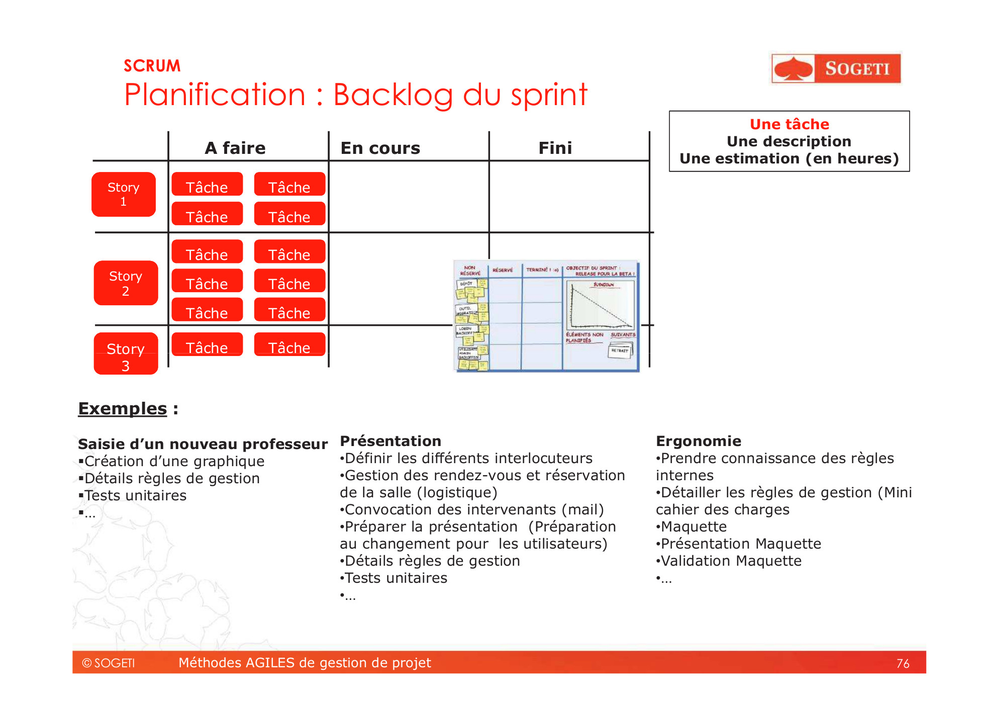 SCRUM
Planification : Backlog du sprint
SOGETI
Une tâche
Une description
Une estimation (en heures)
A faire
En cours
Fini
Story
1
Tâche
Tâche
Tâche
Tâche
Story
2
Tâche
Tâche
Tâche
Tâche
Tâche
Tâche
Story
3
Tâche
Tâche
NON
RÉSERVÉ
RÉSERVÉ
TERMINÉ ! :o)
OBJECTIF DU SPRINT :
RELEASE POUR LA BETA !
DÉPÔT
BURNDOWN
OUTIL
MIGRATION
LOGIN
BACKOFFICE
UTILISATE
ADMIN
BACKOFFICE
ÉLÉMENTS NON
PLANIFIÉS
SUIVANTS
RETRAIT
Exemples :
Saisie d’un nouveau professeur
▪Création d’une graphique
▪Détails règles de gestion
▪Tests unitaires
▪…
Présentation
•Définir les différents interlocuteurs
•Gestion des rendez-vous et réservation
de la salle (logistique)
•Convocation des intervenants (mail)
•Préparer la présentation (Préparation
au changement pour les utilisateurs)
•Détails règles de gestion
•Tests unitaires
•…
Ergonomie
•Prendre connaissance des règles
internes
•Détailler les règles de gestion (Mini
cahier des charges
•Maquette
•Présentation Maquette
•Validation Maquette
•…
© SOGETI
Méthodes AGILES de gestion de projet
76